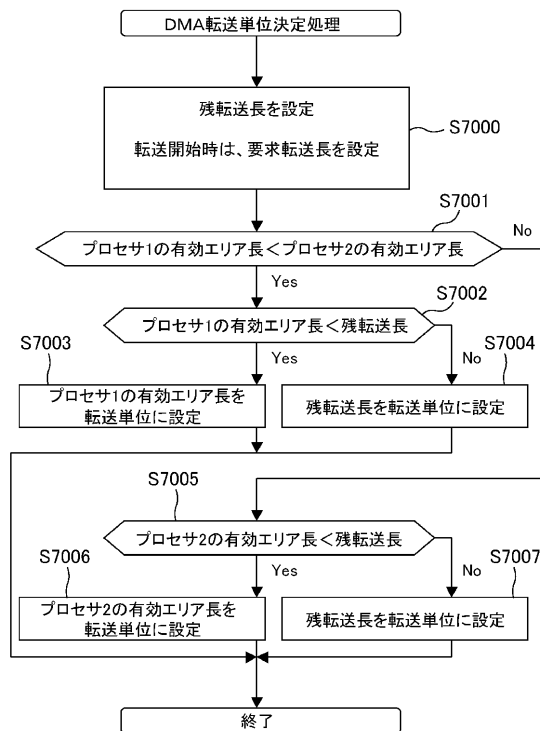 DMA転送単位決定処理
残転送長を設定
転送開始時は、要求転送長を設定
S7000
S7001
プロセサ1の有効エリア長<プロセサ2の有効エリア長
No
Yes
S7002
プロセサ1の有効エリア長<残転送長
S7003
Yes
No
S7004
プロセサ1の有効エリア長を
転送単位に設定
残転送長を転送単位に設定
S7005
プロセサ2の有効エリア長<残転送長
S7006
Yes
No
S7007
プロセサ2の有効エリア長を
転送単位に設定
残転送長を転送単位に設定
終了